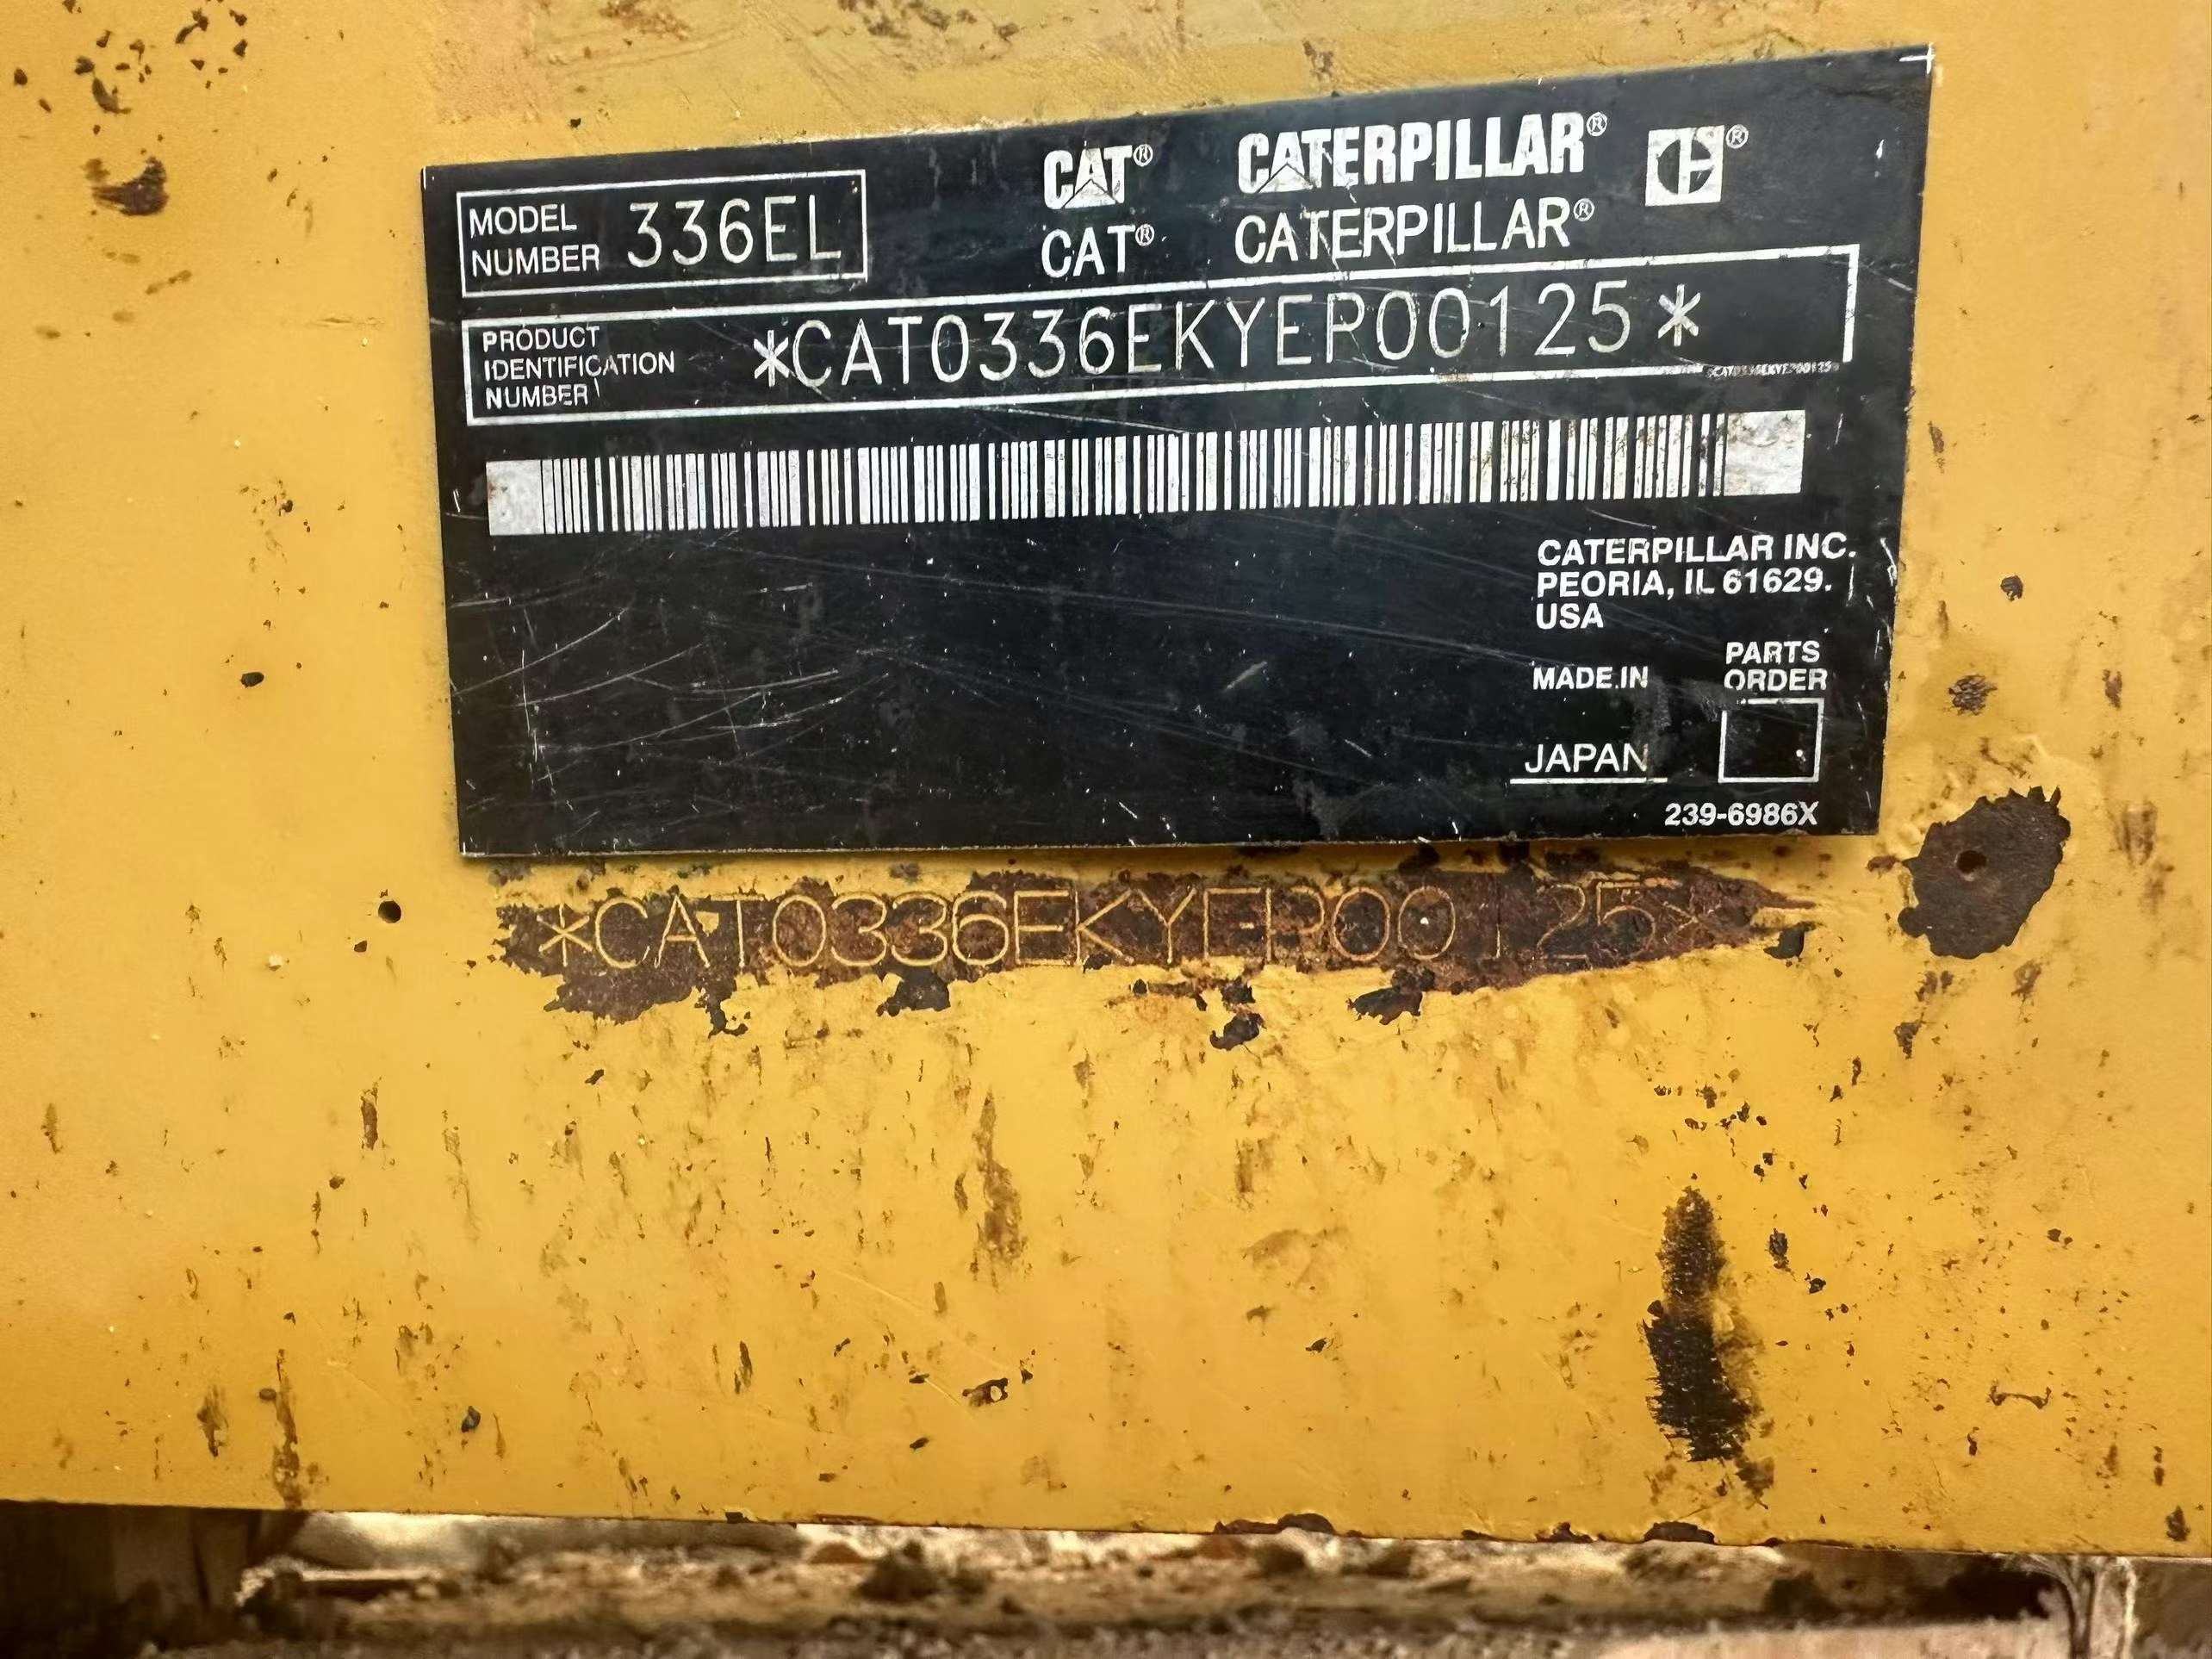 MODEL NUMBER 336EL
CAT® CATERPILLAR®
CAT® CATERPILLAR®
PRODUCT IDENTIFICATION NUMBER *CAT0336EKYEP00125*
*CAT0336EKYEP00125*
CATERPILLAR INC.
PEORIA, IL 61629.
USA
MADE IN
JAPAN
PARTS
ORDER
239-6986X
*CAT0336EKYEP00125*